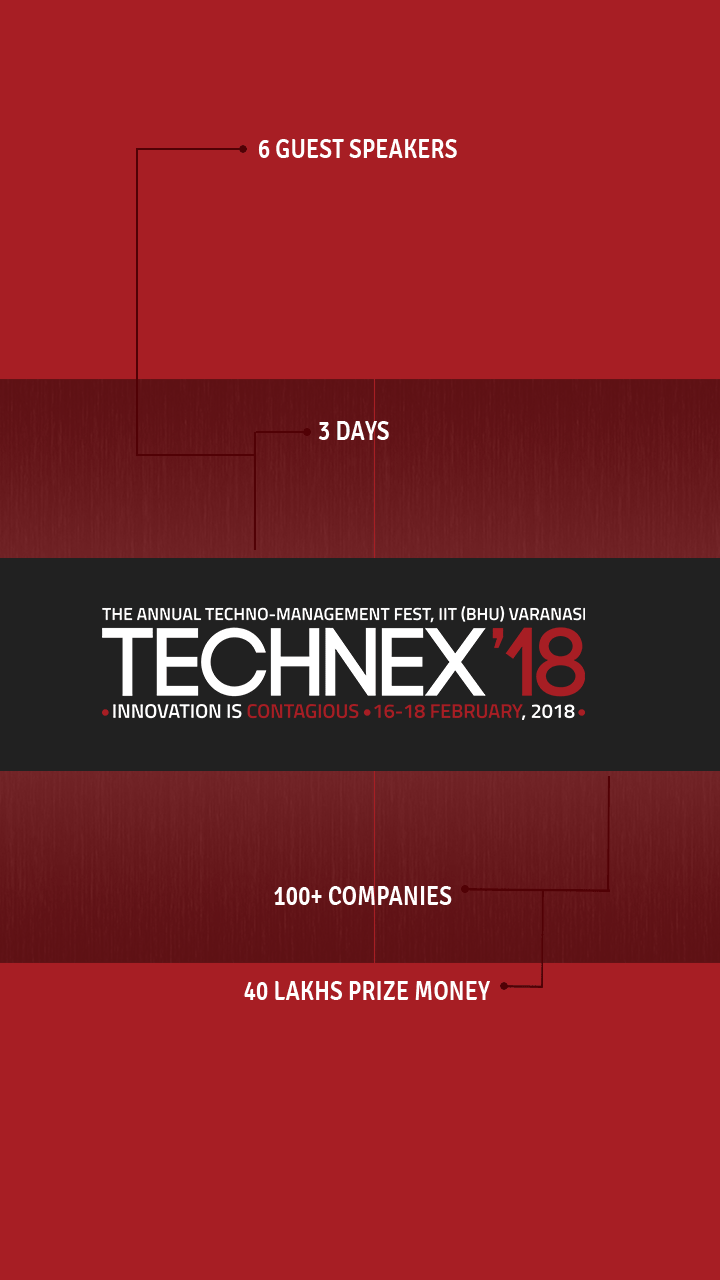 6 GUEST SPEAKERS
3 DAYS
THE ANNUAL TECHNO-MANAGEMENT FEST, IIT (BHU) VARANASI
TECHNEX '18
• INNOVATION IS CONTAGIOUS • 16-18 FEBRUARY, 2018 •
100+ COMPANIES
40 LAKHS PRIZE MONEY